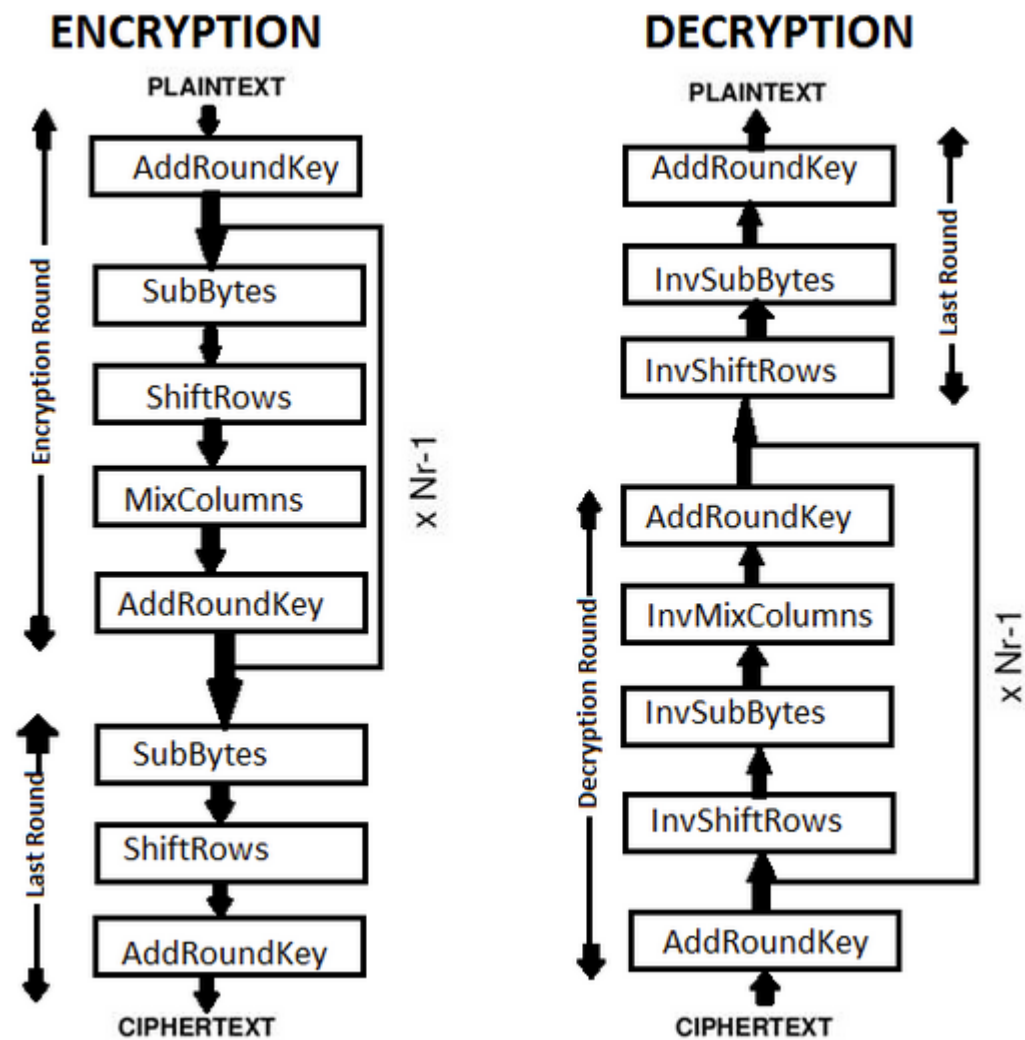 ENCRYPTION
PLAINTEXT
AddRoundKey
SubBytes
ShiftRows
MixColumns
AddRoundKey
x Nr-1
Encryption Round
SubBytes
ShiftRows
AddRoundKey
Last Round
CIPHERTEXT
DECRYPTION
PLAINTEXT
AddRoundKey
InvSubBytes
InvShiftRows
Last Round
AddRoundKey
InvMixColumns
InvSubBytes
InvShiftRows
x Nr-1
AddRoundKey
Decryption Round
CIPHERTEXT